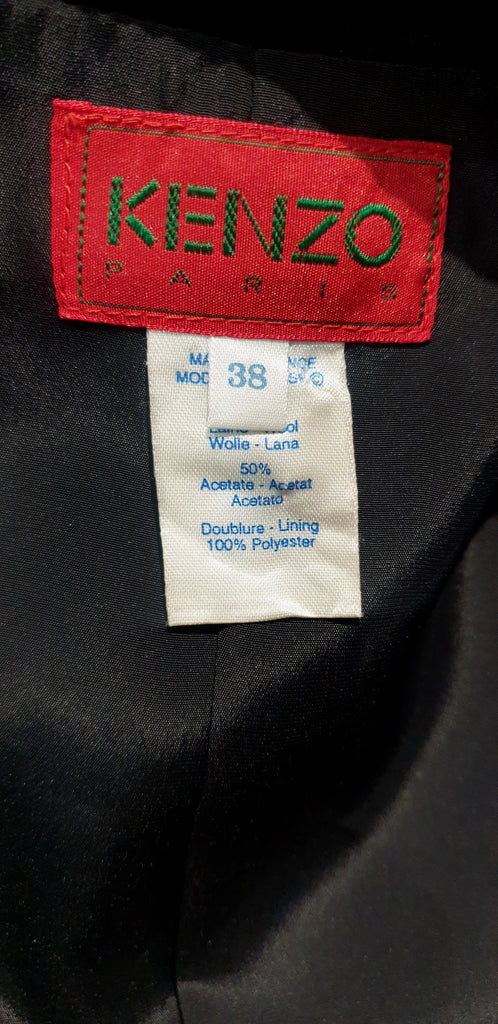 KENZO
PARIS
38
Wolle - Lana
50%
Acetate - Acetat
Acetato
Doublure - Lining
100% Polyester